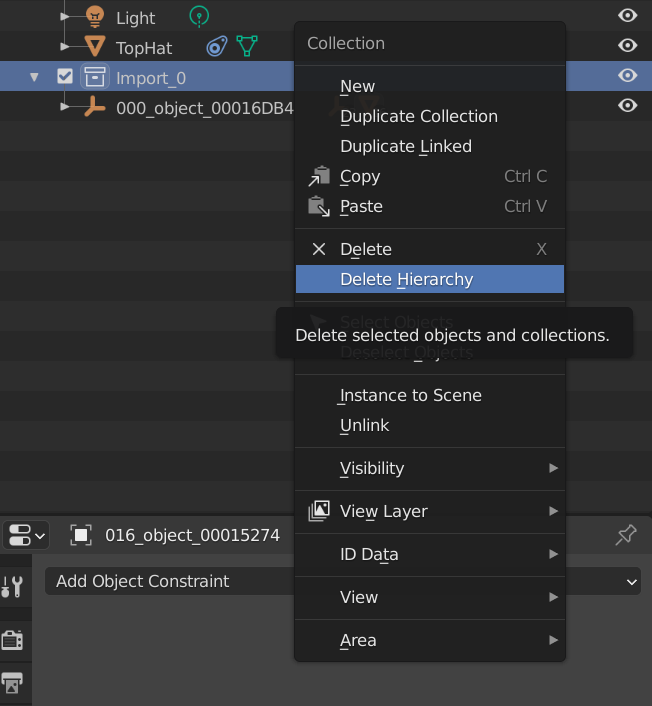 Light
TopHat
Import_0
000_object_00016DB4
Collection
New
Duplicate Collection
Duplicate Linked
Copy Ctrl C
Paste Ctrl V
Delete X
Delete Hierarchy
Select Objects
Delete selected objects and collections.
Deselect Objects
Instance to Scene
Unlink
Visibility
View Layer
ID Data
View
Area
016_object_00015274
Add Object Constraint